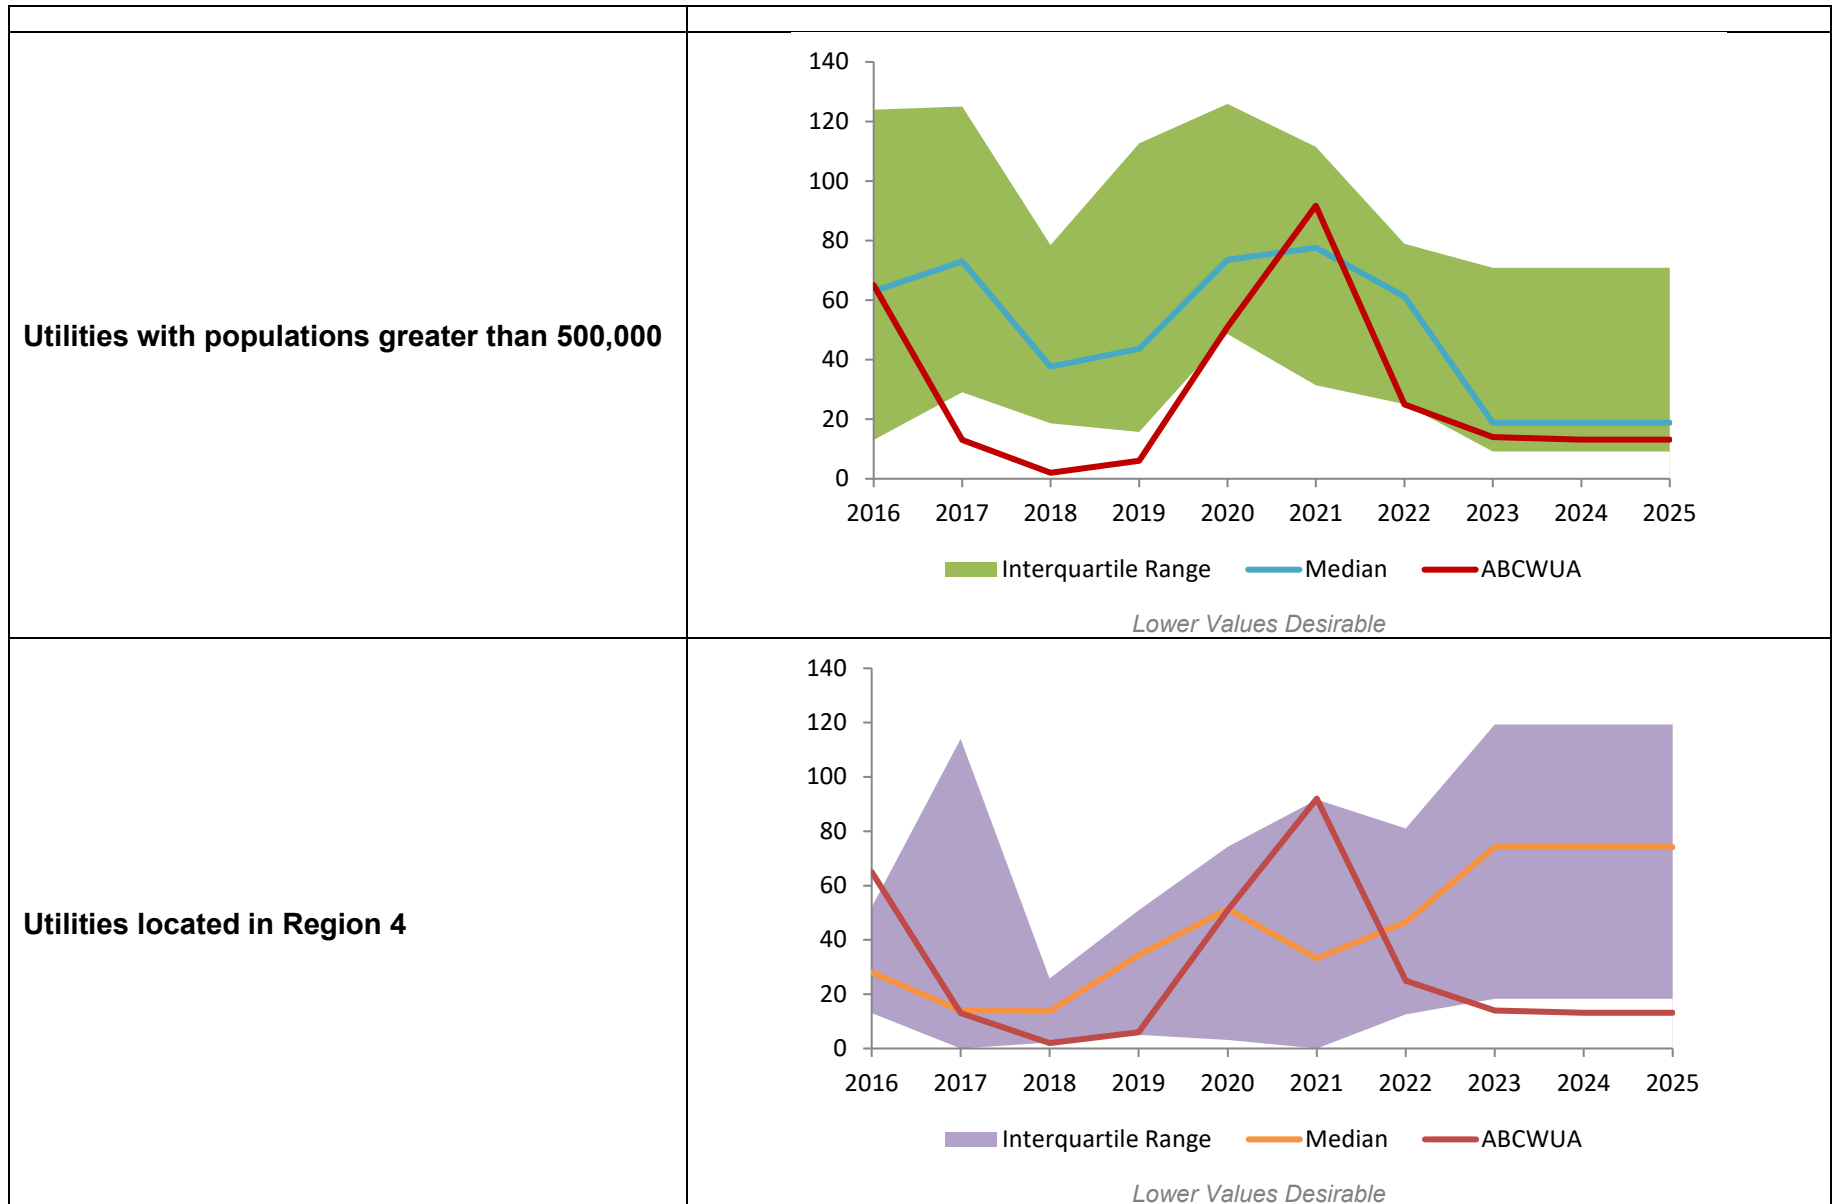 Utilities with populations greater than 500,000
140
120
100
80
60
40
20
0
2016 2017 2018 2019 2020 2021 2022 2023 2024 2025
Interquartile Range Median ABCWUA
Lower Values Desirable
Utilities located in Region 4
140
120
100
80
60
40
20
0
2016 2017 2018 2019 2020 2021 2022 2023 2024 2025
Interquartile Range Median ABCWUA
Lower Values Desirable